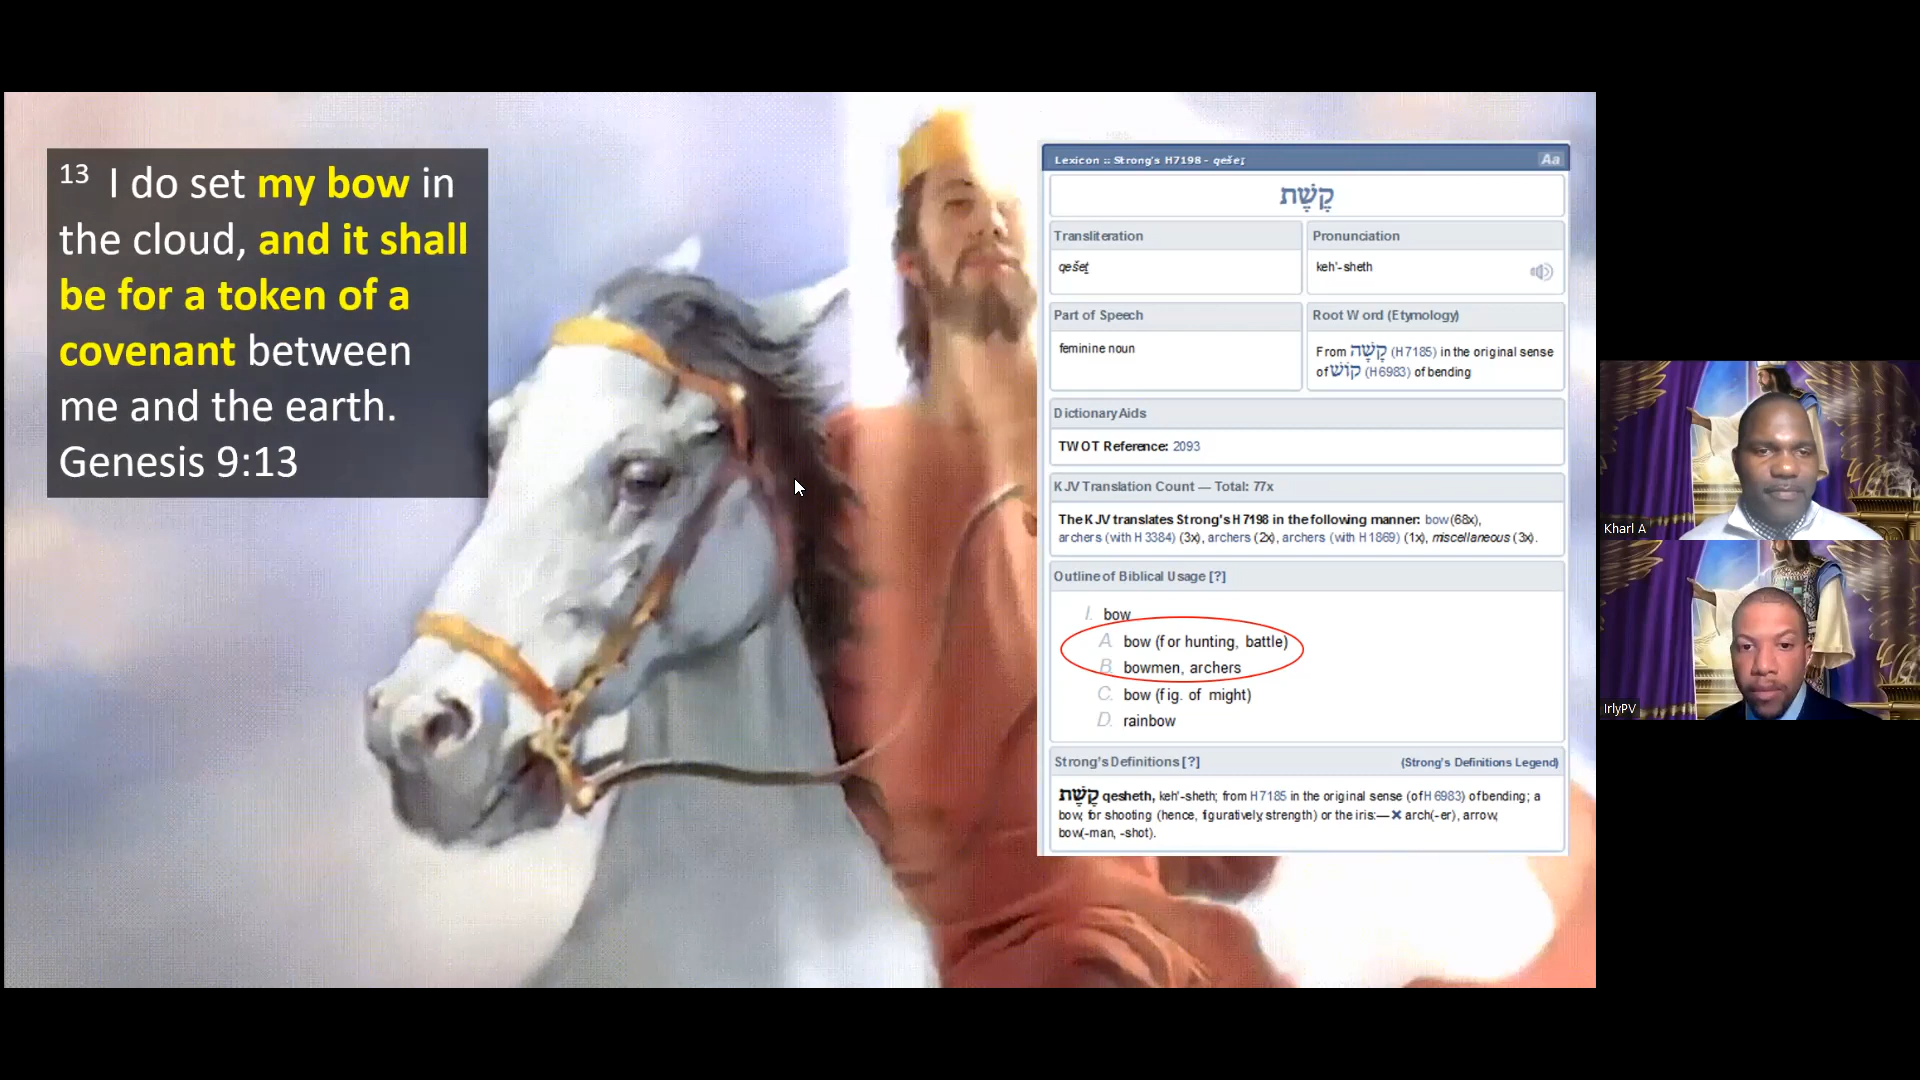 13 I do set my bow in
the cloud, and it shall
be for a token of a
covenant between
me and the earth.
Genesis 9:13
Lexicon :: Strong's H7198 - qešeṯ
Aa
קֶשֶׁת
Transliteration
qešeṯ
Pronunciation
keh'-sheth
Part of Speech
feminine noun
Root Word (Etymology)
From קָשָׁה (H7185) in the original sense
of קוֹשׁ (H6983) of bending
Dictionary Aids
TWOT Reference: 2093
KJV Translation Count — Total: 77x
The KJV translates Strong's H7198 in the following manner: bow (68x),
archers (with H3384) (3x), archers (2x), archers (with H1869) (1x), miscellaneous (3x).
Outline of Biblical Usage [?]
I. bow
A. bow (for hunting, battle)
B. bowmen, archers
C. bow (fig. of might)
D. rainbow
Strong's Definitions [?] (Strong's Definitions Legend)
קֶשֶׁת qesheth, keh'-sheth; from H7185 in the original sense (of H6983) of bending; a
bow, for shooting (hence, figuratively, strength) or the iris:—× arch(-er), arrow,
bow(-man, -shot).
Kharl A
IrlyPV